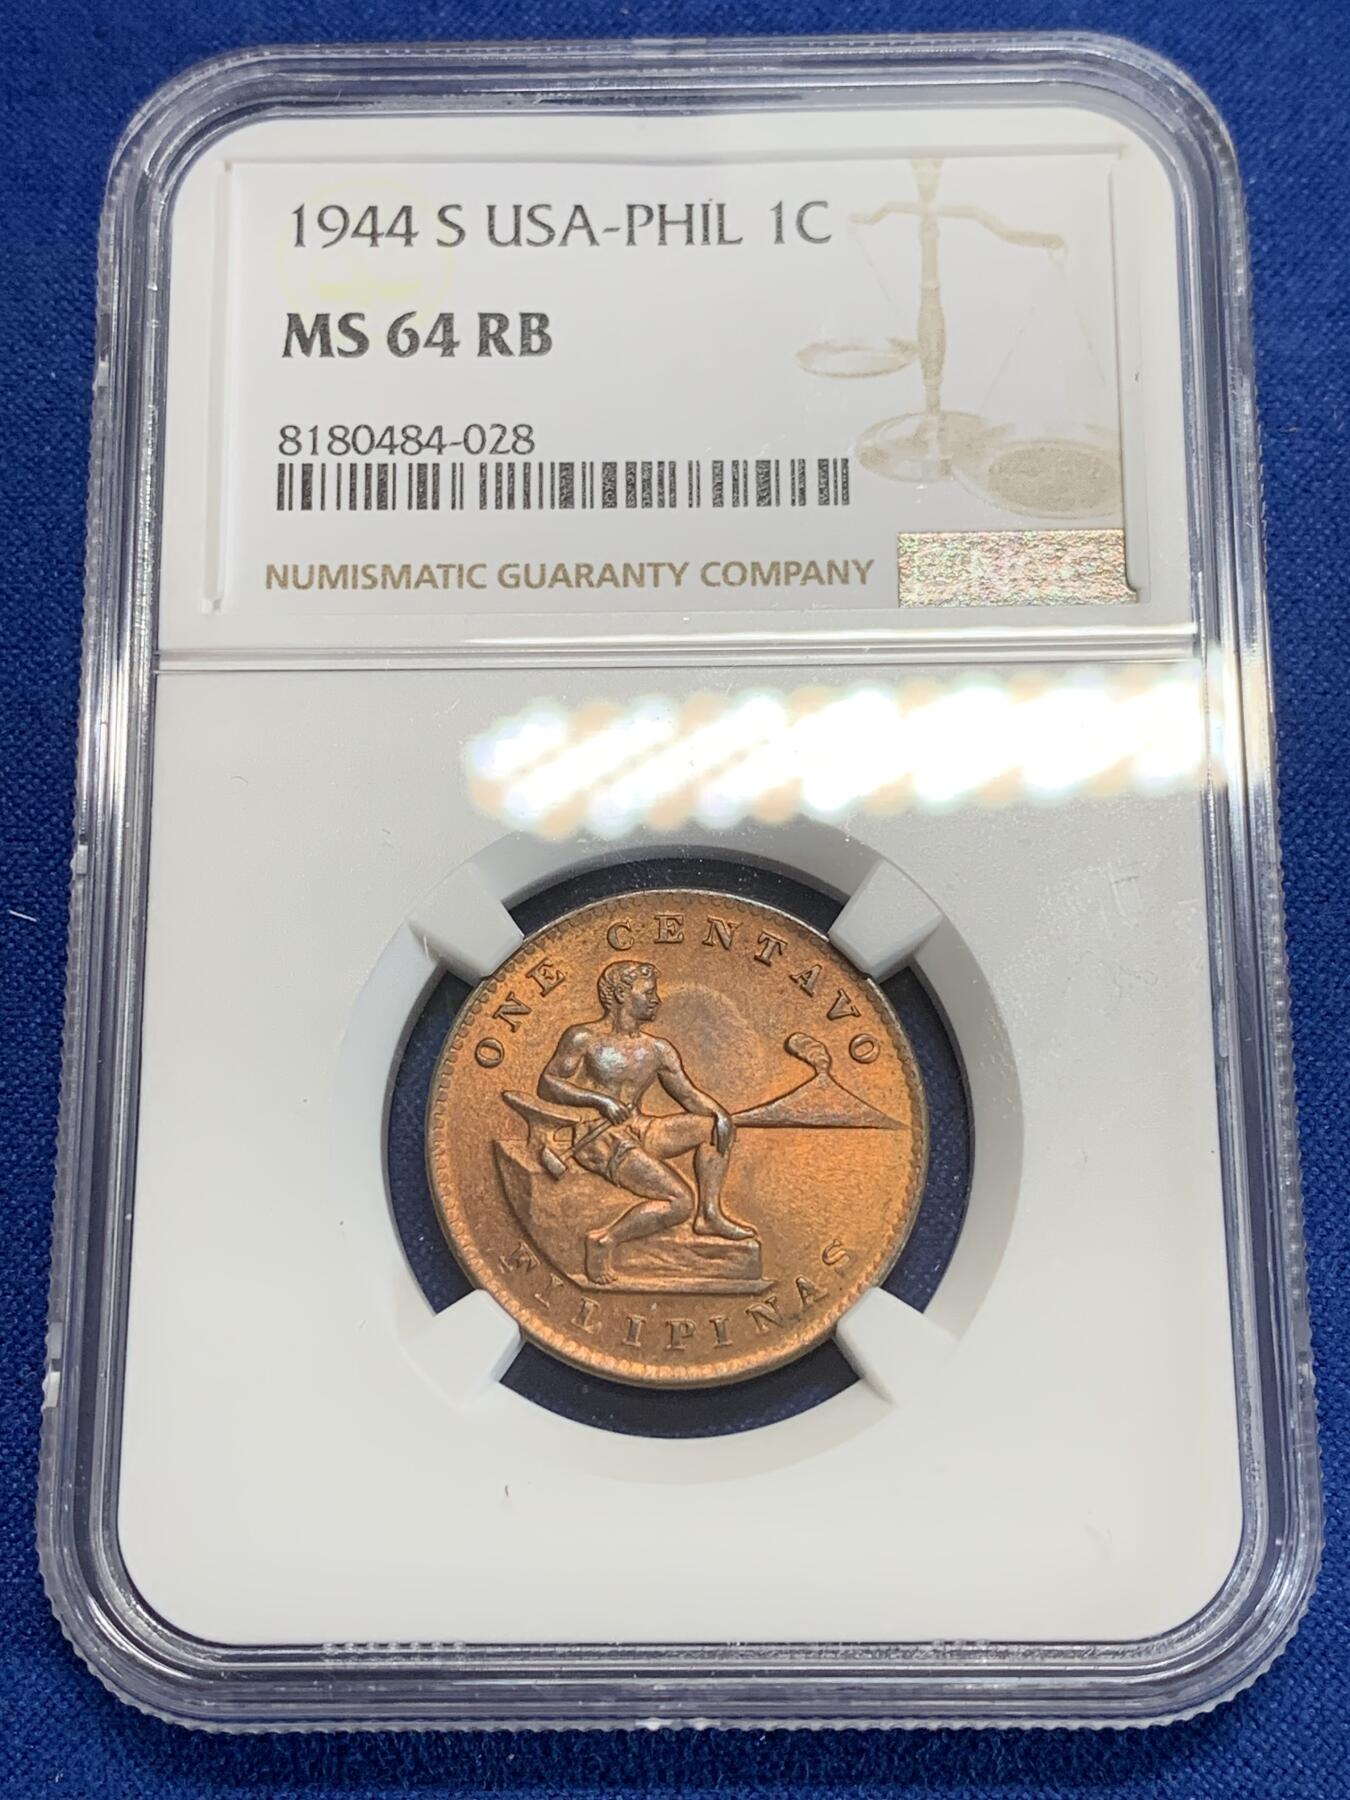 1944 S USA-PHIL 1C
MS 64 RB
8180484-028
NUMISMATIC GUARANTY COMPANY
ONE CENTAVO
FILIPINAS